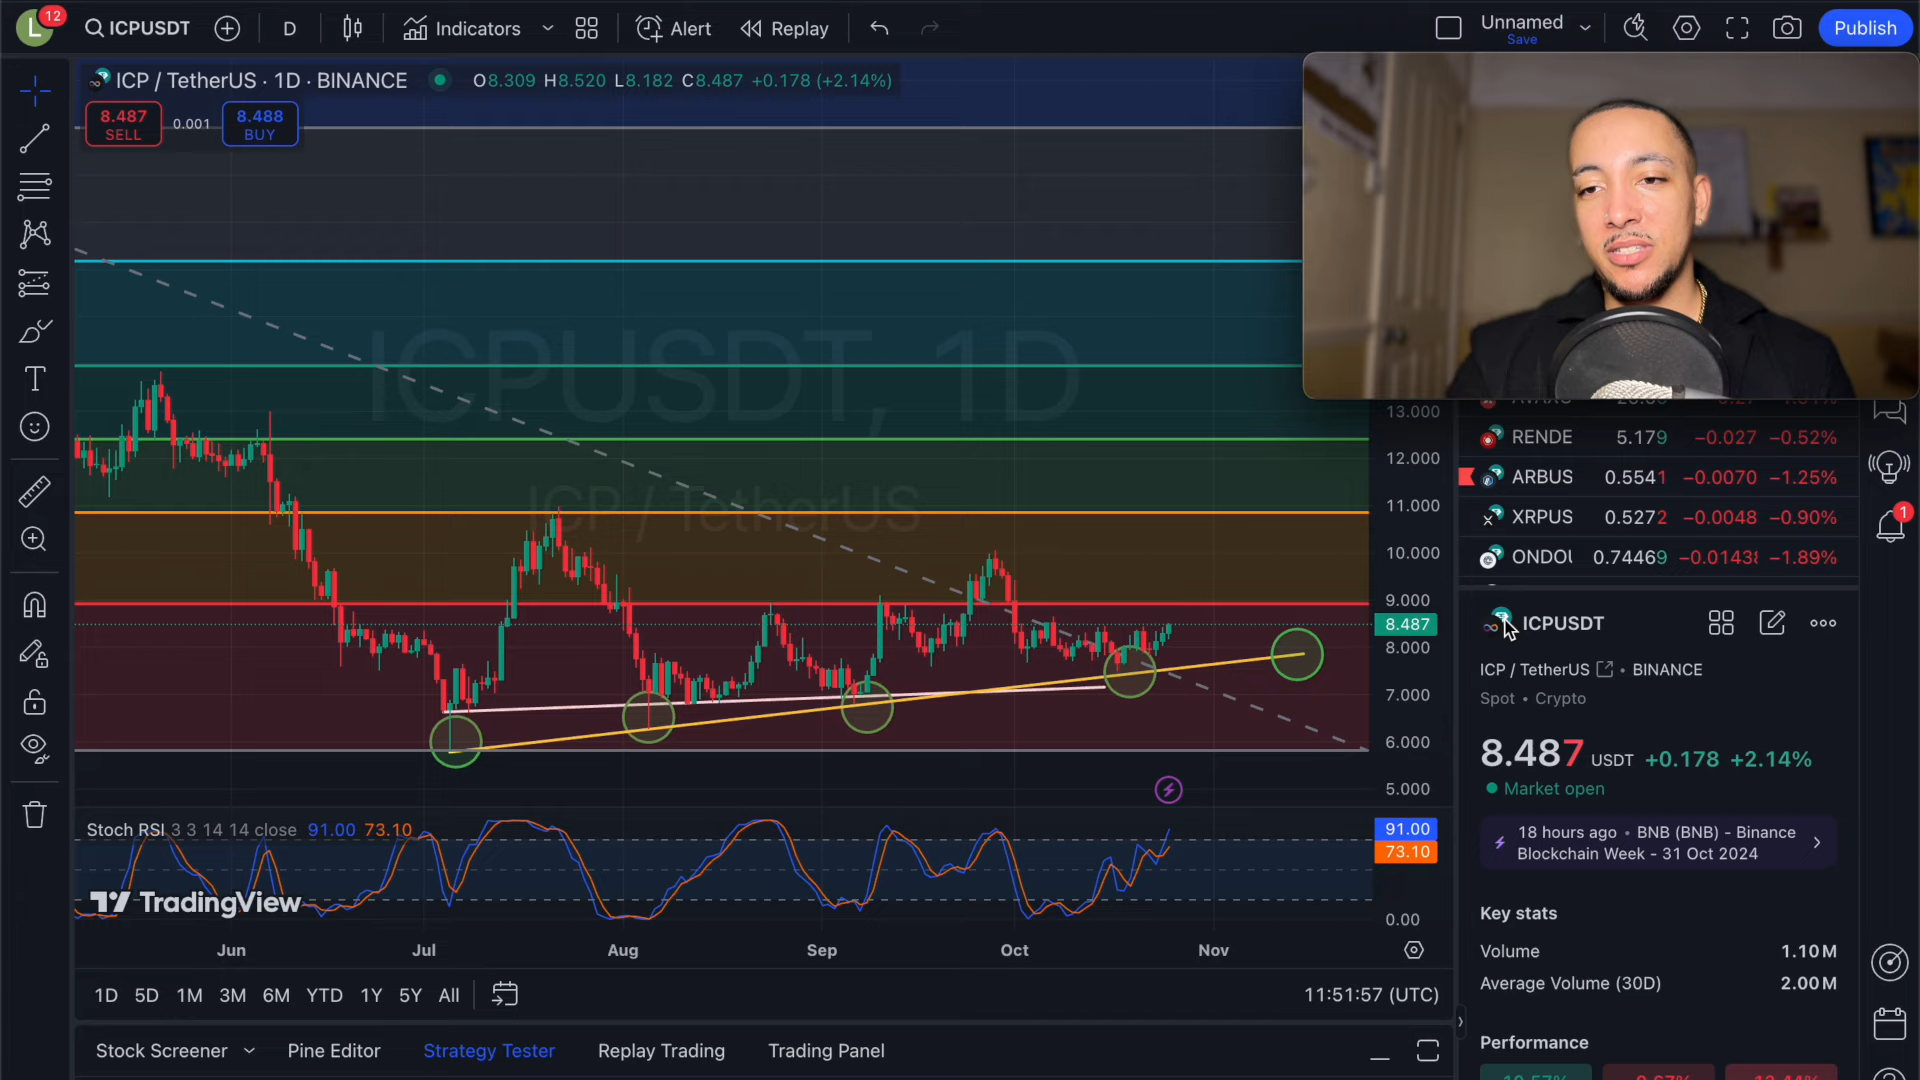 L
12
ICPUSDT
D
Indicators
Alert
Replay
Unnamed
Save
Publish
ICP / TetherUS · 1D · BINANCE
O8.309 H8.520 L8.182 C8.487 +0.178 (+2.14%)
8.487
SELL
0.001
8.488
BUY
ICPUSDT, 1D
ICP / TetherUS
13.000
12.000
11.000
10.000
9.000
8.487
8.000
7.000
6.000
5.000
RENDE 5.179 −0.027 −0.52%
ARBUS 0.5541 −0.0070 −1.25%
XRPUS 0.5272 −0.0048 −0.90%
ONDOU 0.74469 −0.01438 −1.89%
1
ICPUSDT
ICP / TetherUS • BINANCE
Spot • Crypto
8.487 USDT +0.178 +2.14%
Market open
18 hours ago • BNB (BNB) - Binance
Blockchain Week - 31 Oct 2024
Key stats
Volume 1.10M
Average Volume (30D) 2.00M
Performance
Stoch RSI 3 3 14 14 close 91.00 73.10
91.00
73.10
0.00
TradingView
Jun Jul Aug Sep Oct Nov
1D 5D 1M 3M 6M YTD 1Y 5Y All
11:51:57 (UTC)
Stock Screener Pine Editor Strategy Tester Replay Trading Trading Panel